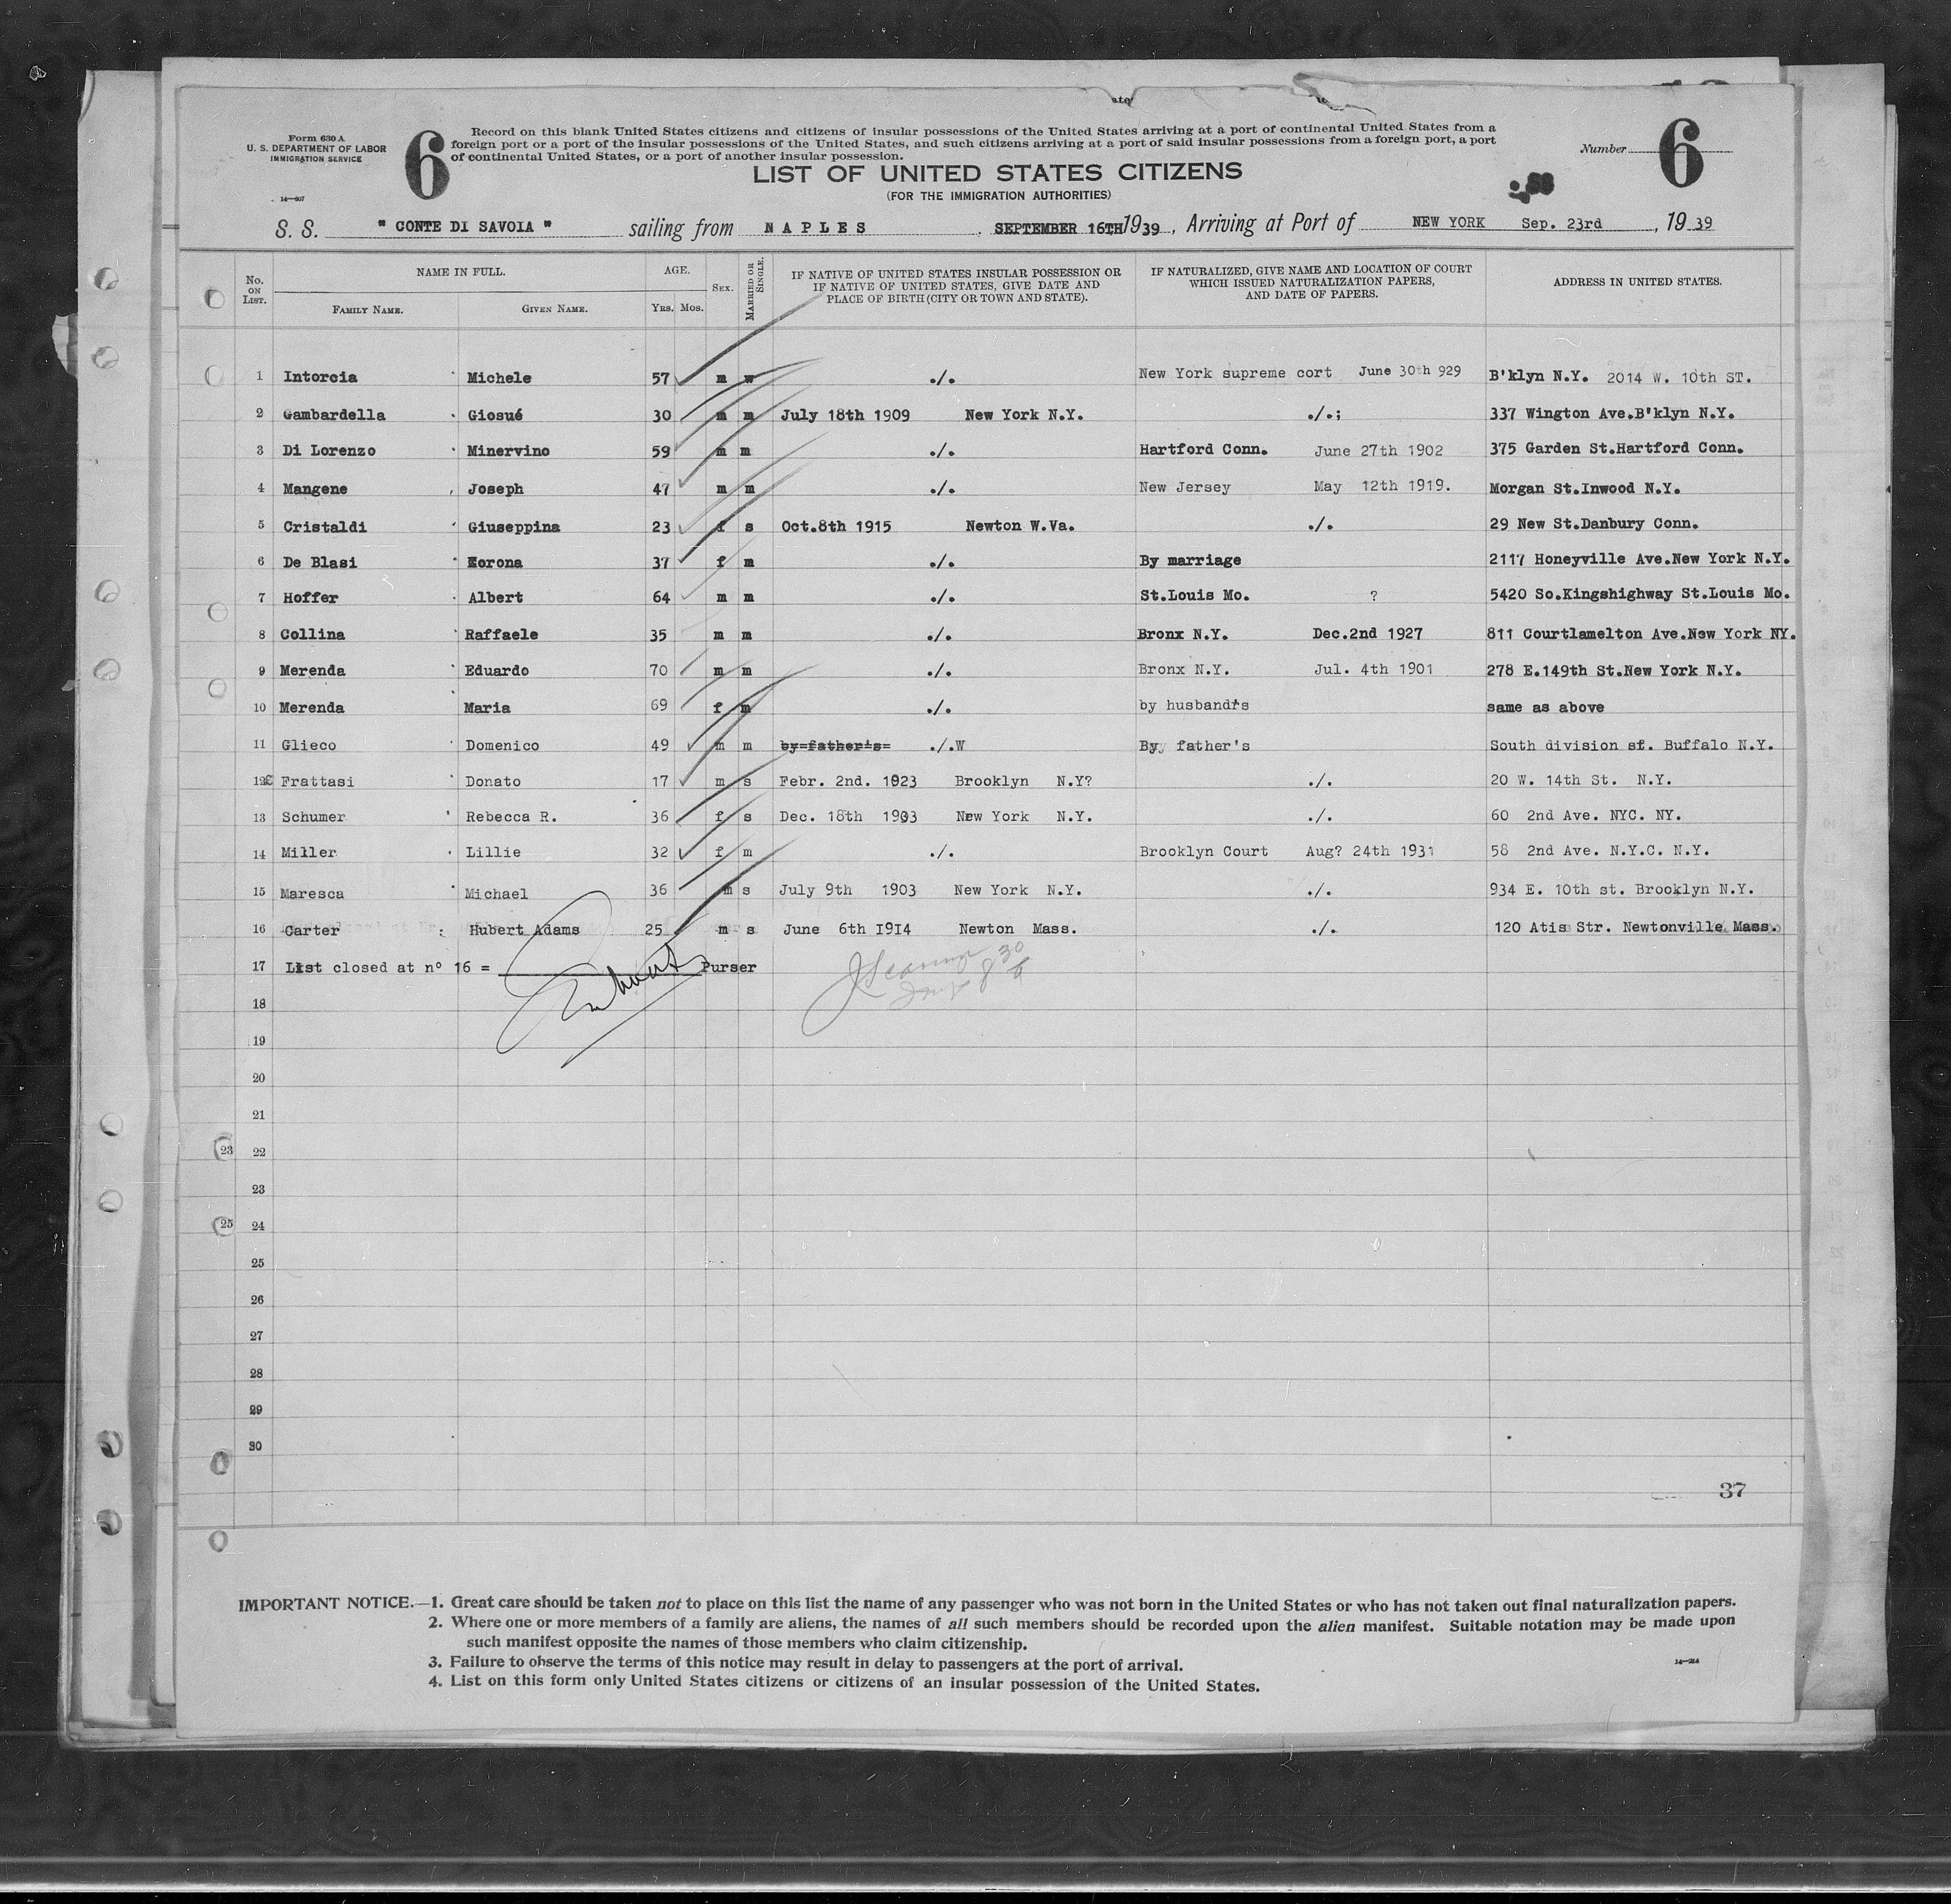 Form 630 A
U. S. DEPARTMENT OF LABOR
IMMIGRATION SERVICE
14—607
6
Record on this blank United States citizens and citizens of insular possessions of the United States arriving at a port of continental United States from a
foreign port or a port of the insular possessions of the United States, and such citizens arriving at a port of said insular possessions from a foreign port, a port
of continental United States, or a port of another insular possession.
Number 6
LIST OF UNITED STATES CITIZENS
(FOR THE IMMIGRATION AUTHORITIES)
S. S. " CONTE DI SAVOIA " sailing from NAPLES, SEPTEMBER 16TH 1939, Arriving at Port of NEW YORK Sep. 23rd, 1939
No. ON LIST. NAME IN FULL. AGE. SEX. MARRIED OR SINGLE. IF NATIVE OF UNITED STATES INSULAR POSSESSION OR IF NATIVE OF UNITED STATES, GIVE DATE AND PLACE OF BIRTH (CITY OR TOWN AND STATE). IF NATURALIZED, GIVE NAME AND LOCATION OF COURT WHICH ISSUED NATURALIZATION PAPERS, AND DATE OF PAPERS. ADDRESS IN UNITED STATES.
FAMILY NAME. GIVEN NAME. YRS. MOS.
1 Intorcia Michele 57 m w ./. New York supreme cort June 30th 929 B'klyn N.Y. 2014 W. 10th ST.
2 Gambardella Giosué 30 m m July 18th 1909 New York N.Y. ./.; 337 Wington Ave.B'klyn N.Y.
3 Di Lorenzo Minervino 59 m m ./. Hartford Conn. June 27th 1902 375 Garden St.Hartford Conn.
4 Mangene Joseph 47 m m ./. New Jersey May 12th 1919. Morgan St.Inwood N.Y.
5 Cristaldi Giuseppina 23 f s Oct.8th 1915 Newton W.Va. ./. 29 New St.Danbury Conn.
6 De Blasi Korona 37 f m ./. By marriage 2117 Honeyville Ave.New York N.Y.
7 Hoffer Albert 64 m m ./. St.Louis Mo. ? 5420 So.Kingshighway St.Louis Mo.
8 Collina Raffaele 35 m m ./. Bronx N.Y. Dec.2nd 1927 811 Courtlamelton Ave.New York NY.
9 Merenda Eduardo 70 m m ./. Bronx N.Y. Jul. 4th 1901 278 E.149th St.New York N.Y.
10 Merenda Maria 69 f m ./. by husband's same as above
11 Glieco Domenico 49 m m by father's ./.W By father's South division st. Buffalo N.Y.
12 Frattasi Donato 17 m s Febr. 2nd. 1923 Brooklyn N.Y? ./. 20 W. 14th St. N.Y.
13 Schumer Rebecca R. 36 f s Dec. 18th 1903 New York N.Y. ./. 60 2nd Ave. NYC. NY.
14 Miller Lillie 32 f m ./. Brooklyn Court Aug? 24th 1931 58 2nd Ave. N.Y.C. N.Y.
15 Maresca Michael 36 m s July 9th 1903 New York N.Y. ./. 934 E. 10th st. Brooklyn N.Y.
16 Carter Hubert Adams 25 m s June 6th I9I4 Newton Mass. ./. 120 Atis Str. Newtonville Mass.
17 List closed at n° 16 = Purser
18
19
20
21
23 22
23
25 24
25
26
27
28
29
30
37
IMPORTANT NOTICE.—1. Great care should be taken not to place on this list the name of any passenger who was not born in the United States or who has not taken out final naturalization papers.
2. Where one or more members of a family are aliens, the names of all such members should be recorded upon the alien manifest. Suitable notation may be made upon
such manifest opposite the names of those members who claim citizenship.
3. Failure to observe the terms of this notice may result in delay to passengers at the port of arrival.
4. List on this form only United States citizens or citizens of an insular possession of the United States.
14—214